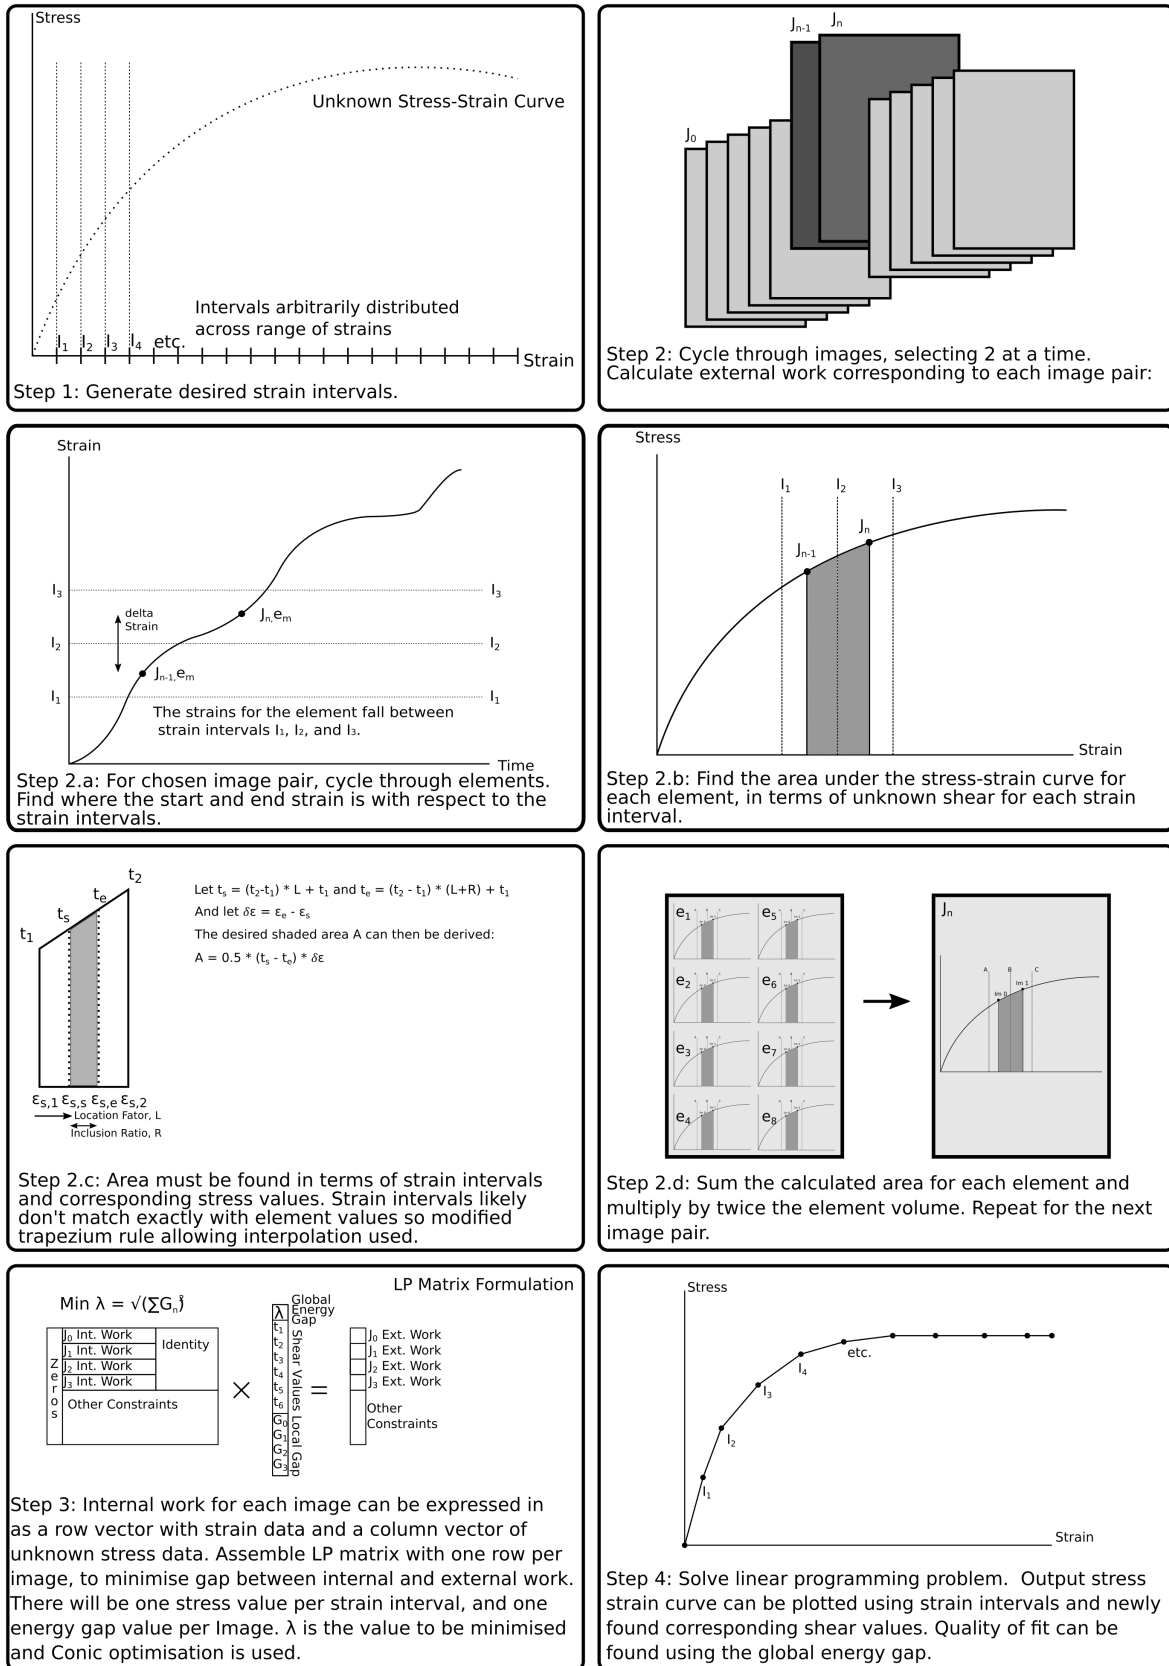 Stress
Unknown Stress-Strain Curve
Intervals arbitrarily distributed
across range of strains
I1 I2 I3 I4 etc.
Strain
Step 1: Generate desired strain intervals.
Jn-1 Jn
J0
Step 2: Cycle through images, selecting 2 at a time.
Calculate external work corresponding to each image pair:
Strain
I3 I3
delta
Strain
Jn,em
I2 I2
Jn-1,em
I1 I1
The strains for the element fall between
strain intervals I1, I2, and I3.
Time
Step 2.a: For chosen image pair, cycle through elements.
Find where the start and end strain is with respect to the
strain intervals.
Stress
I1 I2 I3
Jn
Jn-1
Strain
Step 2.b: Find the area under the stress-strain curve for
each element, in terms of unknown shear for each strain
interval.
t2
te
ts
t1
Let ts = (t2-t1) * L + t1 and te = (t2 - t1) * (L+R) + t1
And let δε = εe - εs
The desired shaded area A can then be derived:
A = 0.5 * (ts - te) * δε
εs,1 εs,s εs,e εs,2
Location Fator, L
Inclusion Ratio, R
Step 2.c: Area must be found in terms of strain intervals
and corresponding stress values. Strain intervals likely
don't match exactly with element values so modified
trapezium rule allowing interpolation used.
e1 e5
e2 e6
e3 e7
e4 e8
Jn
A B C
Im 0 Im 1
Step 2.d: Sum the calculated area for each element and
multiply by twice the element volume. Repeat for the next
image pair.
LP Matrix Formulation
Min λ = √(∑Gn²)
Zeros
J0 Int. Work
J1 Int. Work
J2 Int. Work
J3 Int. Work
Identity
Other Constraints
×
λ
t1
t2
t3
t4
t5
t6
G0
G1
G2
G3
Global
Energy
Gap
Shear Values
Local Gap
=
J0 Ext. Work
J1 Ext. Work
J2 Ext. Work
J3 Ext. Work
Other
Constraints
Step 3: Internal work for each image can be expressed in
as a row vector with strain data and a column vector of
unknown stress data. Assemble LP matrix with one row per
image, to minimise gap between internal and external work.
There will be one stress value per strain interval, and one
energy gap value per Image. λ is the value to be minimised
and Conic optimisation is used.
Stress
etc.
I4
I3
I2
I1
Strain
Step 4: Solve linear programming problem. Output stress
strain curve can be plotted using strain intervals and newly
found corresponding shear values. Quality of fit can be
found using the global energy gap.